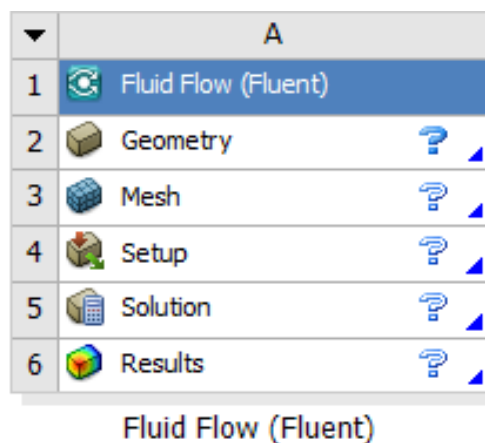 A
1 Fluid Flow (Fluent)
2 Geometry ?
3 Mesh ?
4 Setup ?
5 Solution ?
6 Results ?
Fluid Flow (Fluent)